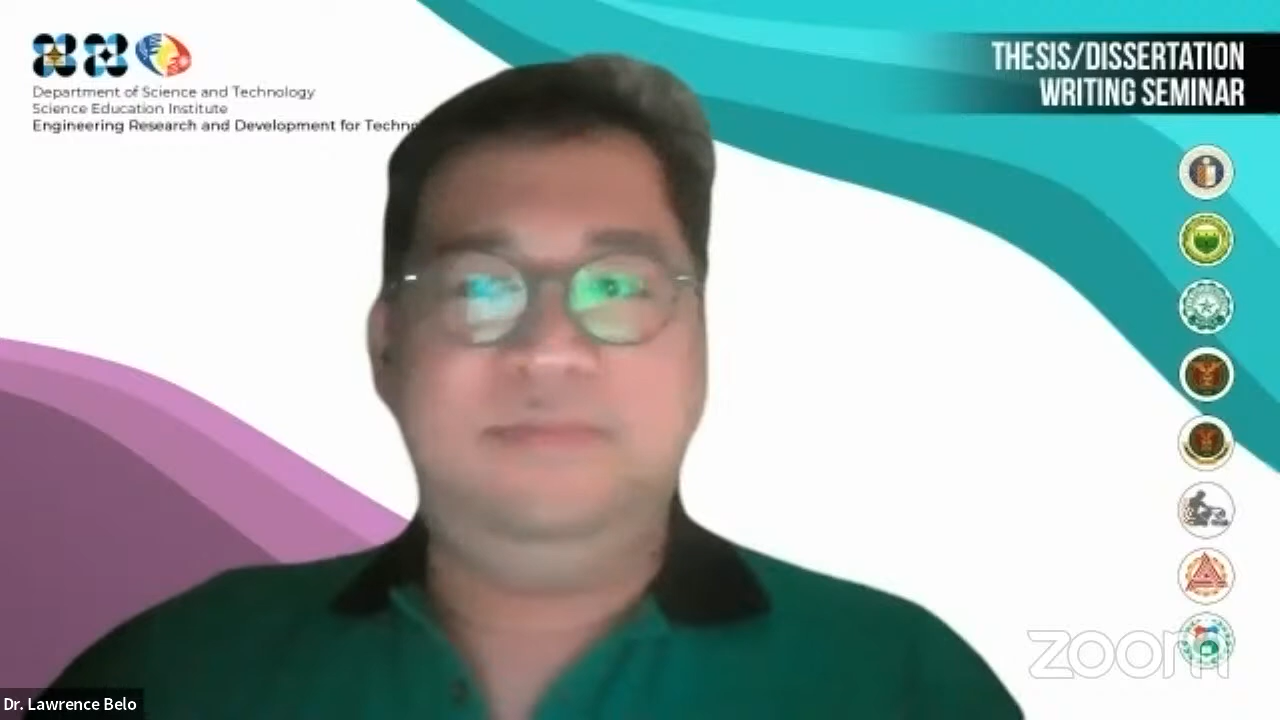 Department of Science and Technology
Science Education Institute
Engineering Research and Development for Techn
THESIS/DISSERTATION
WRITING SEMINAR
zoom
Dr. Lawrence Belo